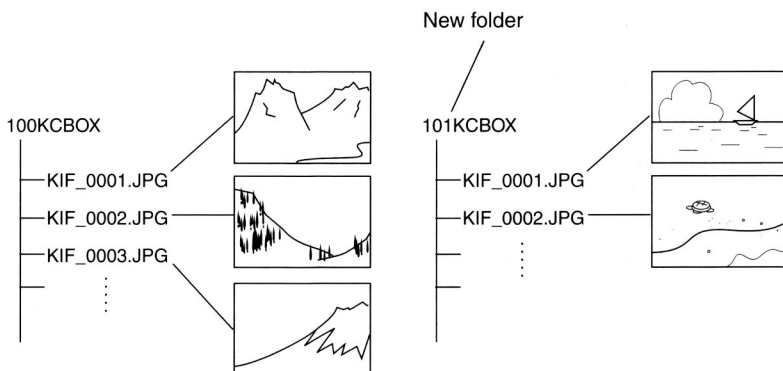 New folder
100KCBOX
KIF_0001.JPG
KIF_0002.JPG
KIF_0003.JPG
101KCBOX
KIF_0001.JPG
KIF_0002.JPG